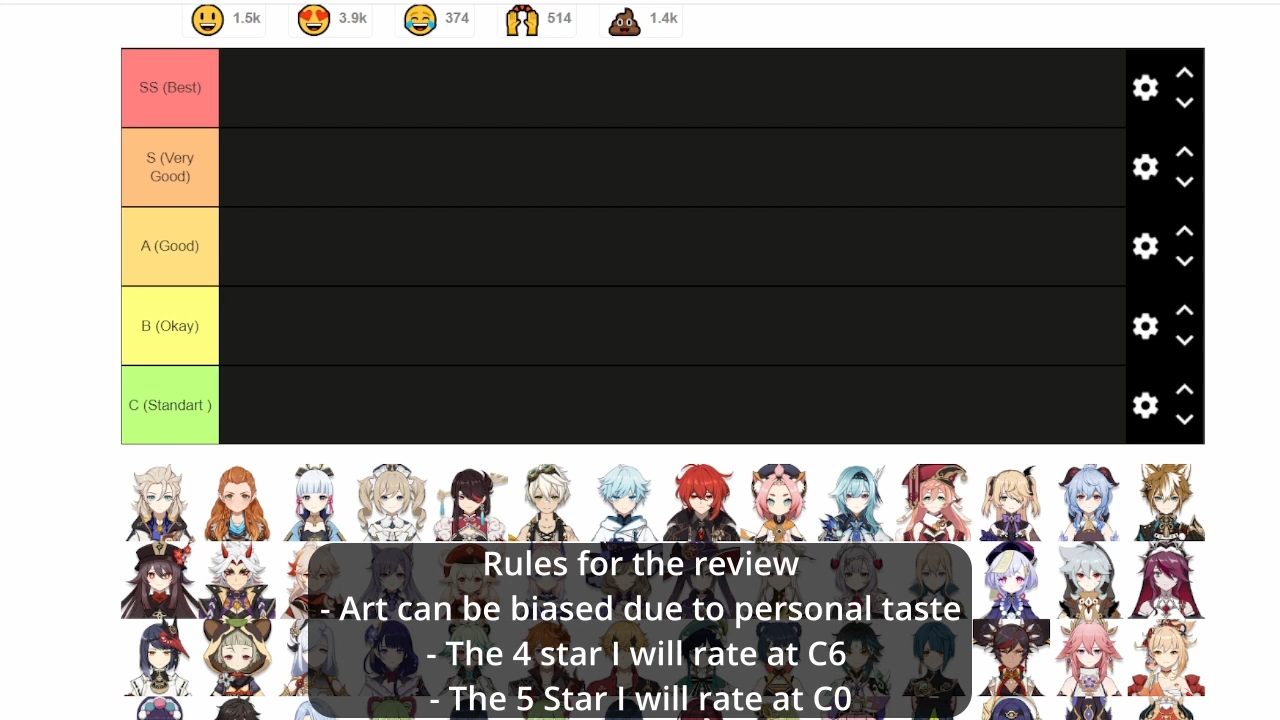 1.5k 3.9k 374 514 1.4k
SS (Best)
S (Very
Good)
A (Good)
B (Okay)
C (Standart )
Rules for the review
- Art can be biased due to personal taste
- The 4 star I will rate at C6
- The 5 Star I will rate at C0